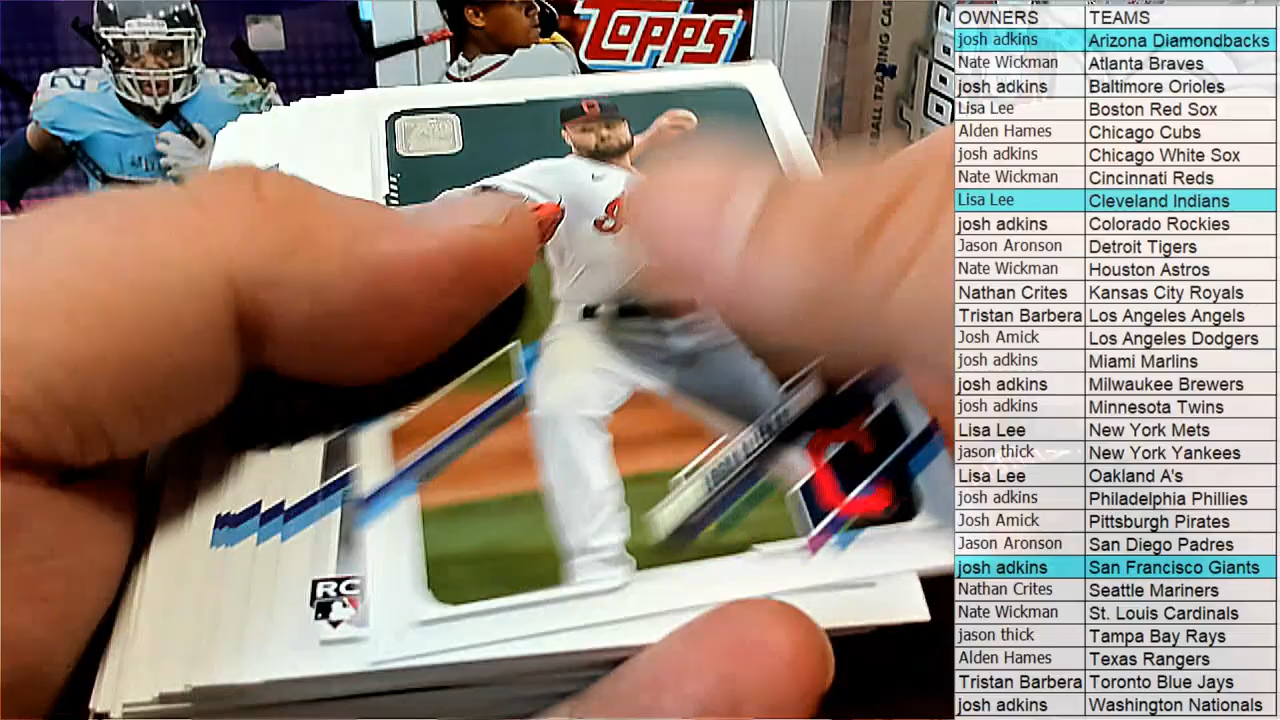 TOPPS
RC
OWNERS TEAMS
josh adkins Arizona Diamondbacks
Nate Wickman Atlanta Braves
josh adkins Baltimore Orioles
Lisa Lee Boston Red Sox
Alden Hames Chicago Cubs
josh adkins Chicago White Sox
Nate Wickman Cincinnati Reds
Lisa Lee Cleveland Indians
josh adkins Colorado Rockies
Jason Aronson Detroit Tigers
Nate Wickman Houston Astros
Nathan Crites Kansas City Royals
Tristan Barbera Los Angeles Angels
Josh Amick Los Angeles Dodgers
josh adkins Miami Marlins
josh adkins Milwaukee Brewers
josh adkins Minnesota Twins
Lisa Lee New York Mets
jason thick New York Yankees
Lisa Lee Oakland A's
josh adkins Philadelphia Phillies
Josh Amick Pittsburgh Pirates
Jason Aronson San Diego Padres
josh adkins San Francisco Giants
Nathan Crites Seattle Mariners
Nate Wickman St. Louis Cardinals
jason thick Tampa Bay Rays
Alden Hames Texas Rangers
Tristan Barbera Toronto Blue Jays
josh adkins Washington Nationals